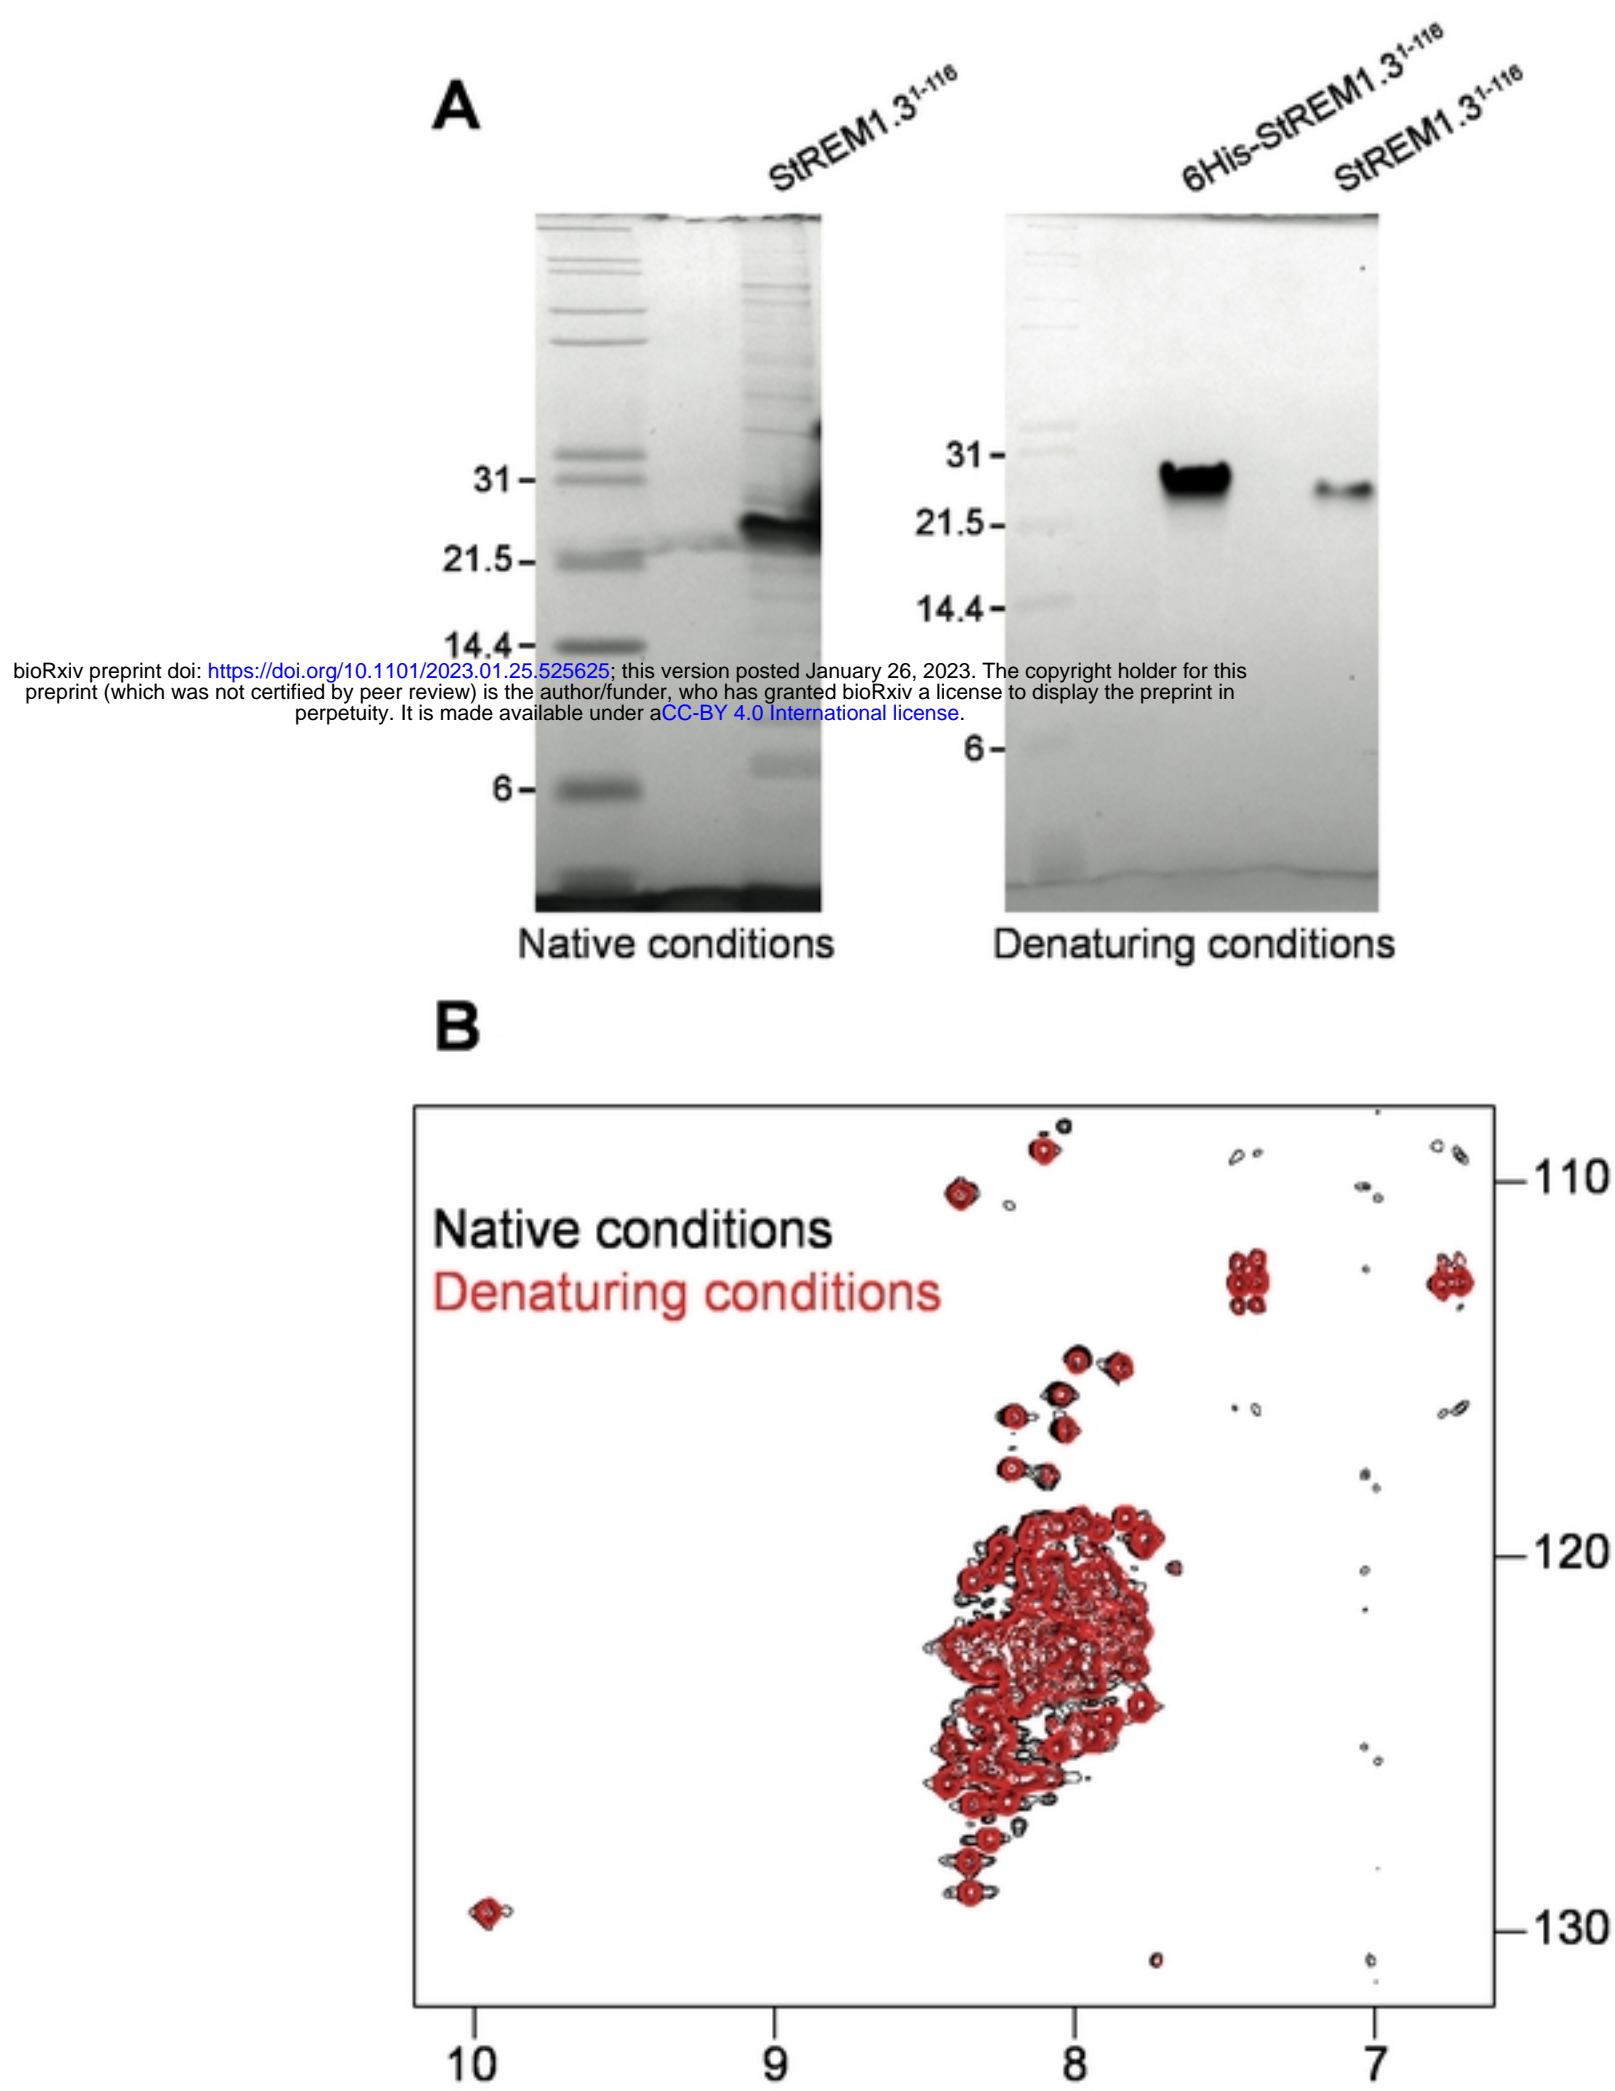 A
StREM1.3¹⁻¹¹⁶
6His-StREM1.3¹⁻¹¹⁶
StREM1.3¹⁻¹¹⁶
31
21.5
14.4
6
31
21.5
14.4
6
bioRxiv preprint doi: https://doi.org/10.1101/2023.01.25.525625; this version posted January 26, 2023. The copyright holder for this
preprint (which was not certified by peer review) is the author/funder, who has granted bioRxiv a license to display the preprint in
perpetuity. It is made available under aCC-BY 4.0 International license.
Native conditions
Denaturing conditions
B
Native conditions
Denaturing conditions
110
120
130
10
9
8
7